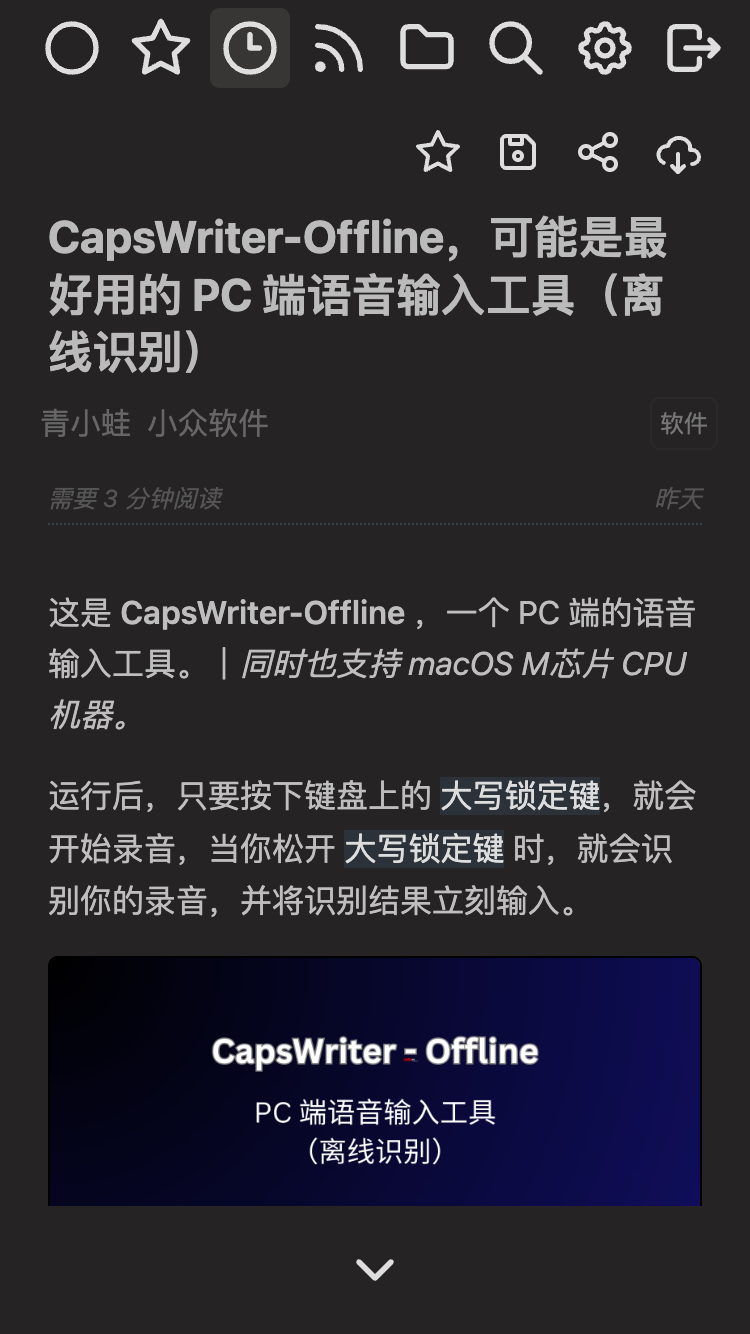 CapsWriter-Offline，可能是最
好用的 PC 端语音输入工具（离
线识别）
青小蛙 小众软件
软件
需要 3 分钟阅读
昨天
这是 CapsWriter-Offline ，一个 PC 端的语音
输入工具。 | 同时也支持 macOS M芯片 CPU
机器。
运行后，只要按下键盘上的 大写锁定键，就会
开始录音，当你松开 大写锁定键 时，就会识
别你的录音，并将识别结果立刻输入。
CapsWriter - Offline
PC 端语音输入工具
（离线识别）